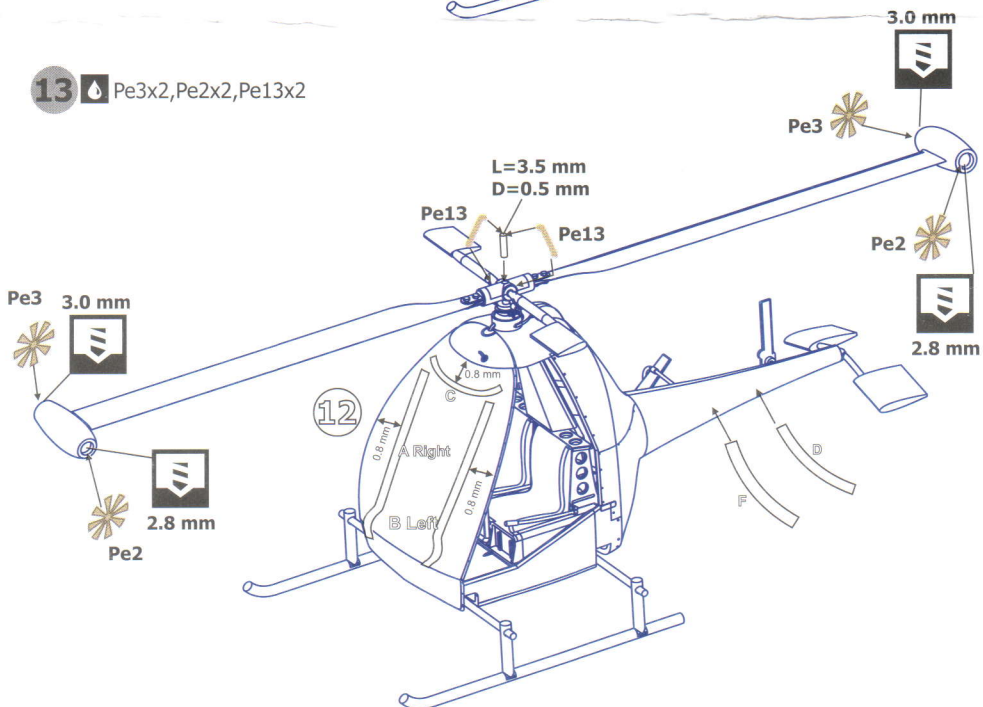 3.0 mm
13 Pe3x2,Pe2x2,Pe13x2
Pe3
L=3.5 mm
D=0.5 mm
Pe13
Pe13
Pe2
2.8 mm
Pe3
3.0 mm
0.8 mm
C
12
0.8 mm
A Right
0.8 mm
B Left
D
F
2.8 mm
Pe2